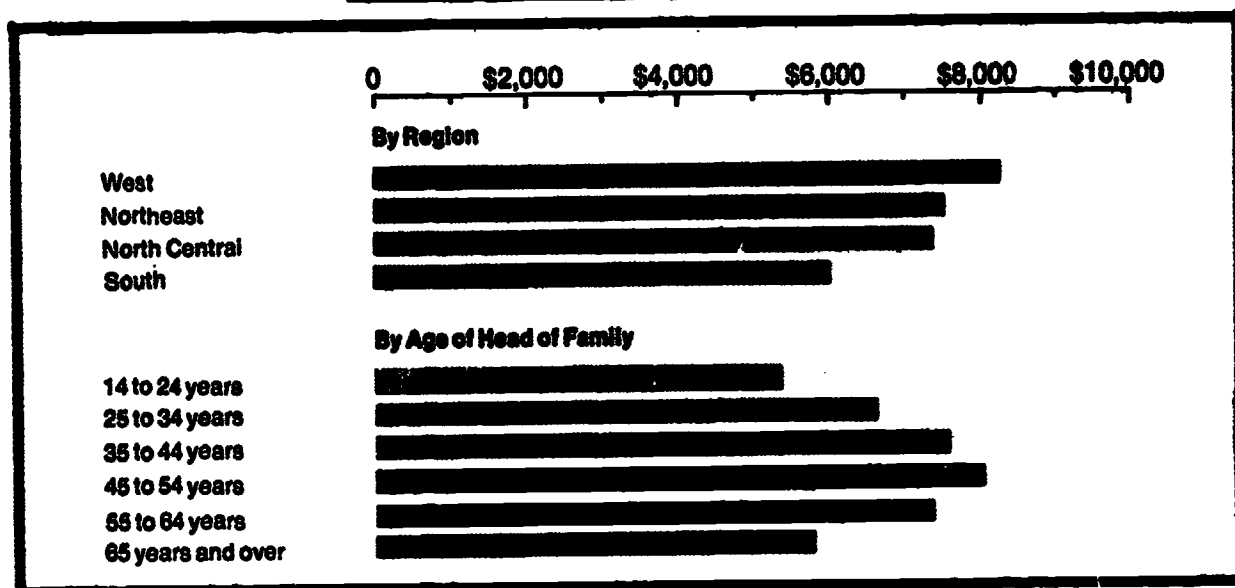 0 $2,000 $4,000 $6,000 $8,000 $10,000
By Region
West
Northeast
North Central
South
By Age of Head of Family
14 to 24 years
25 to 34 years
35 to 44 years
45 to 54 years
55 to 64 years
65 years and over